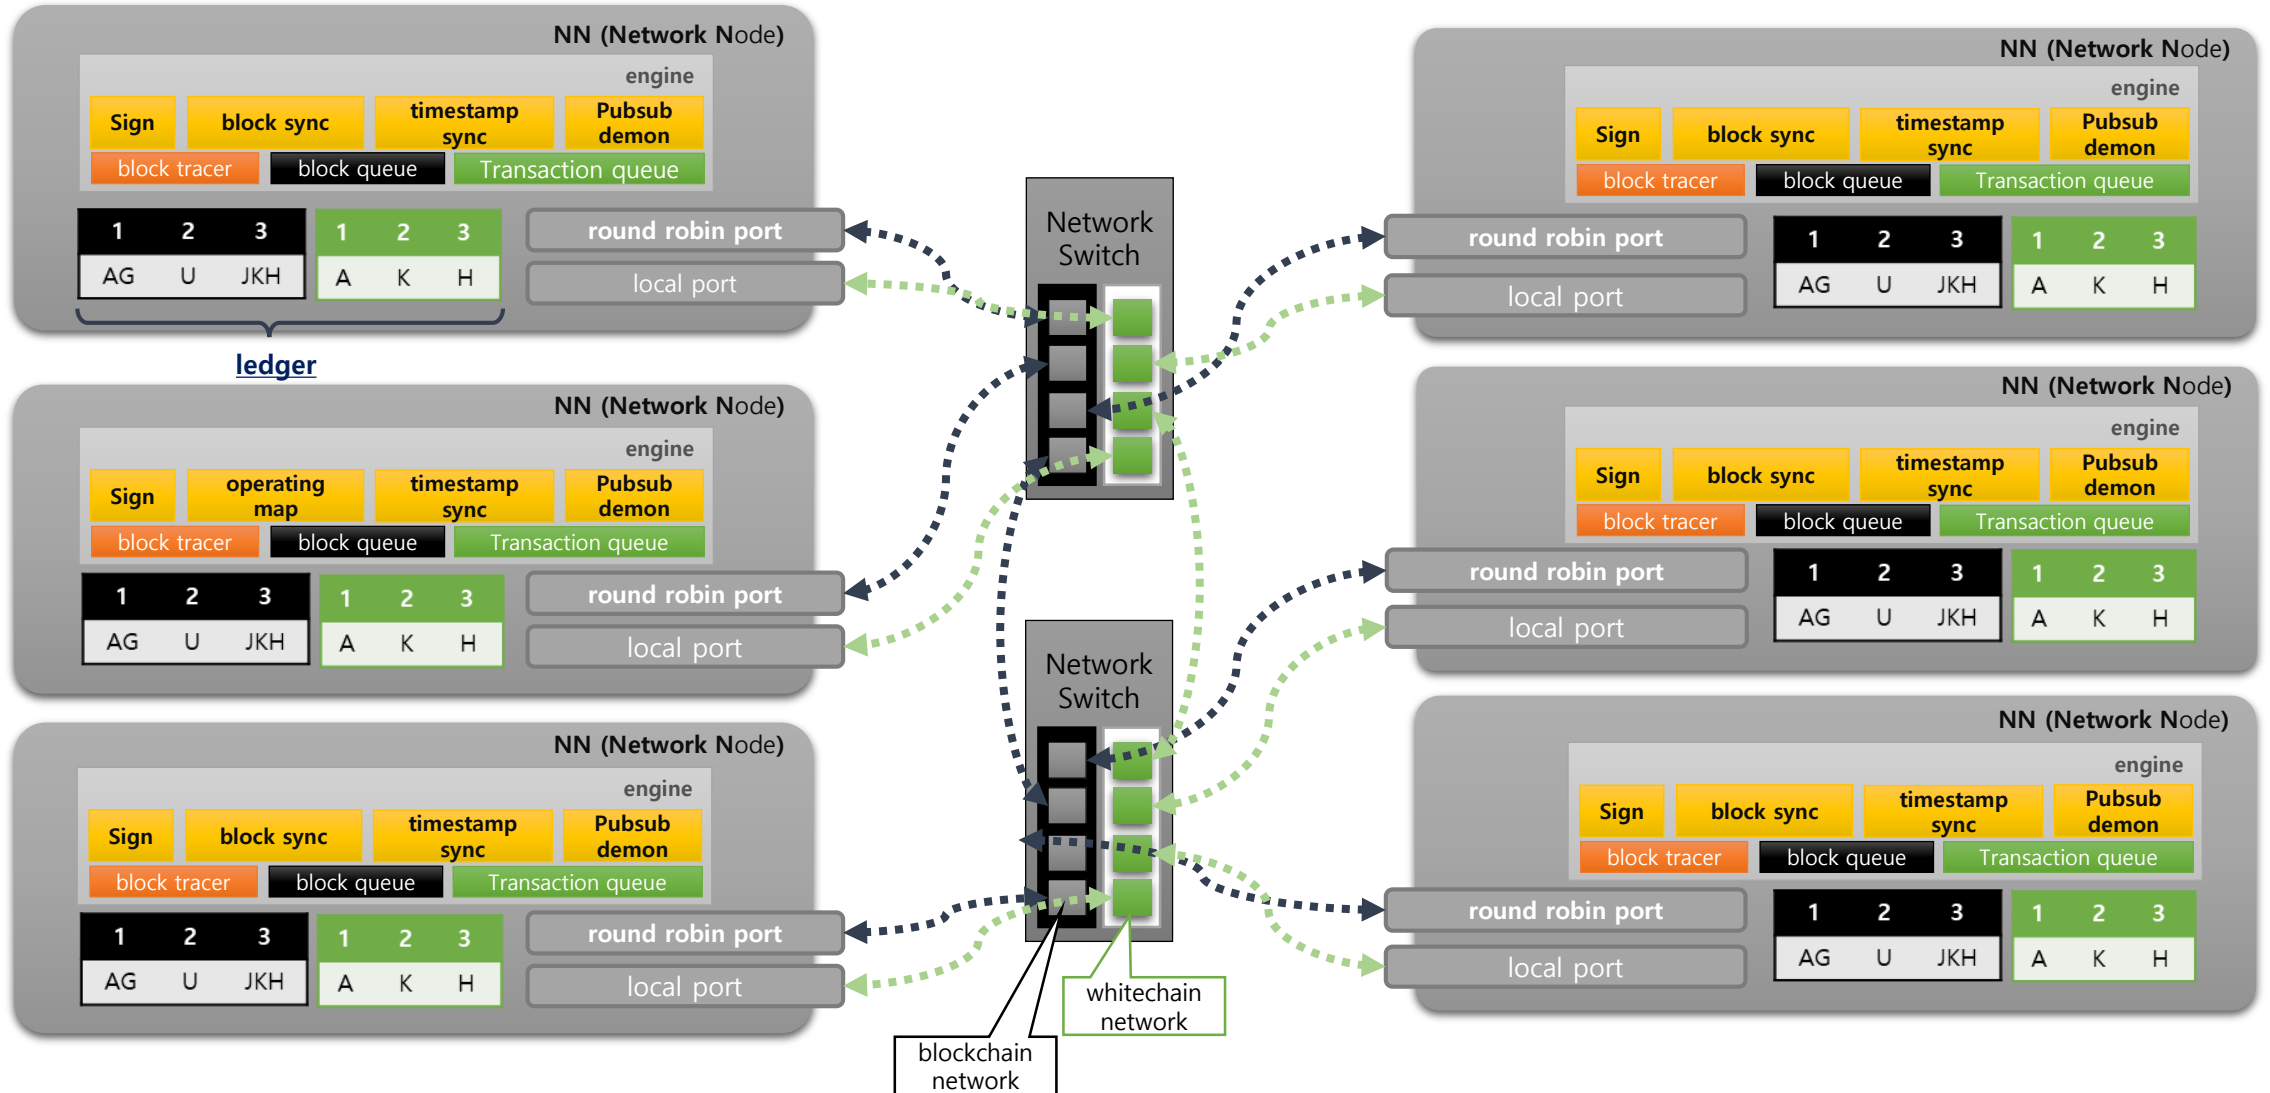 NN (Network Node)
engine
Sign
block sync
timestamp
sync
Pubsub
demon
block tracer
block queue
Transaction queue
1 2 3
AG U JKH
1 2 3
A K H
round robin port
local port
ledger
NN (Network Node)
engine
Sign
operating
map
timestamp
sync
Pubsub
demon
block tracer
block queue
Transaction queue
1 2 3
AG U JKH
1 2 3
A K H
round robin port
local port
NN (Network Node)
engine
Sign
block sync
timestamp
sync
Pubsub
demon
block tracer
block queue
Transaction queue
1 2 3
AG U JKH
1 2 3
A K H
round robin port
local port
Network
Switch
Network
Switch
whitechain
network
blockchain
network
NN (Network Node)
engine
Sign
block sync
timestamp
sync
Pubsub
demon
block tracer
block queue
Transaction queue
round robin port
local port
1 2 3
AG U JKH
1 2 3
A K H
NN (Network Node)
engine
Sign
block sync
timestamp
sync
Pubsub
demon
block tracer
block queue
Transaction queue
round robin port
local port
1 2 3
AG U JKH
1 2 3
A K H
NN (Network Node)
engine
Sign
block sync
timestamp
sync
Pubsub
demon
block tracer
block queue
Transaction queue
round robin port
local port
1 2 3
AG U JKH
1 2 3
A K H